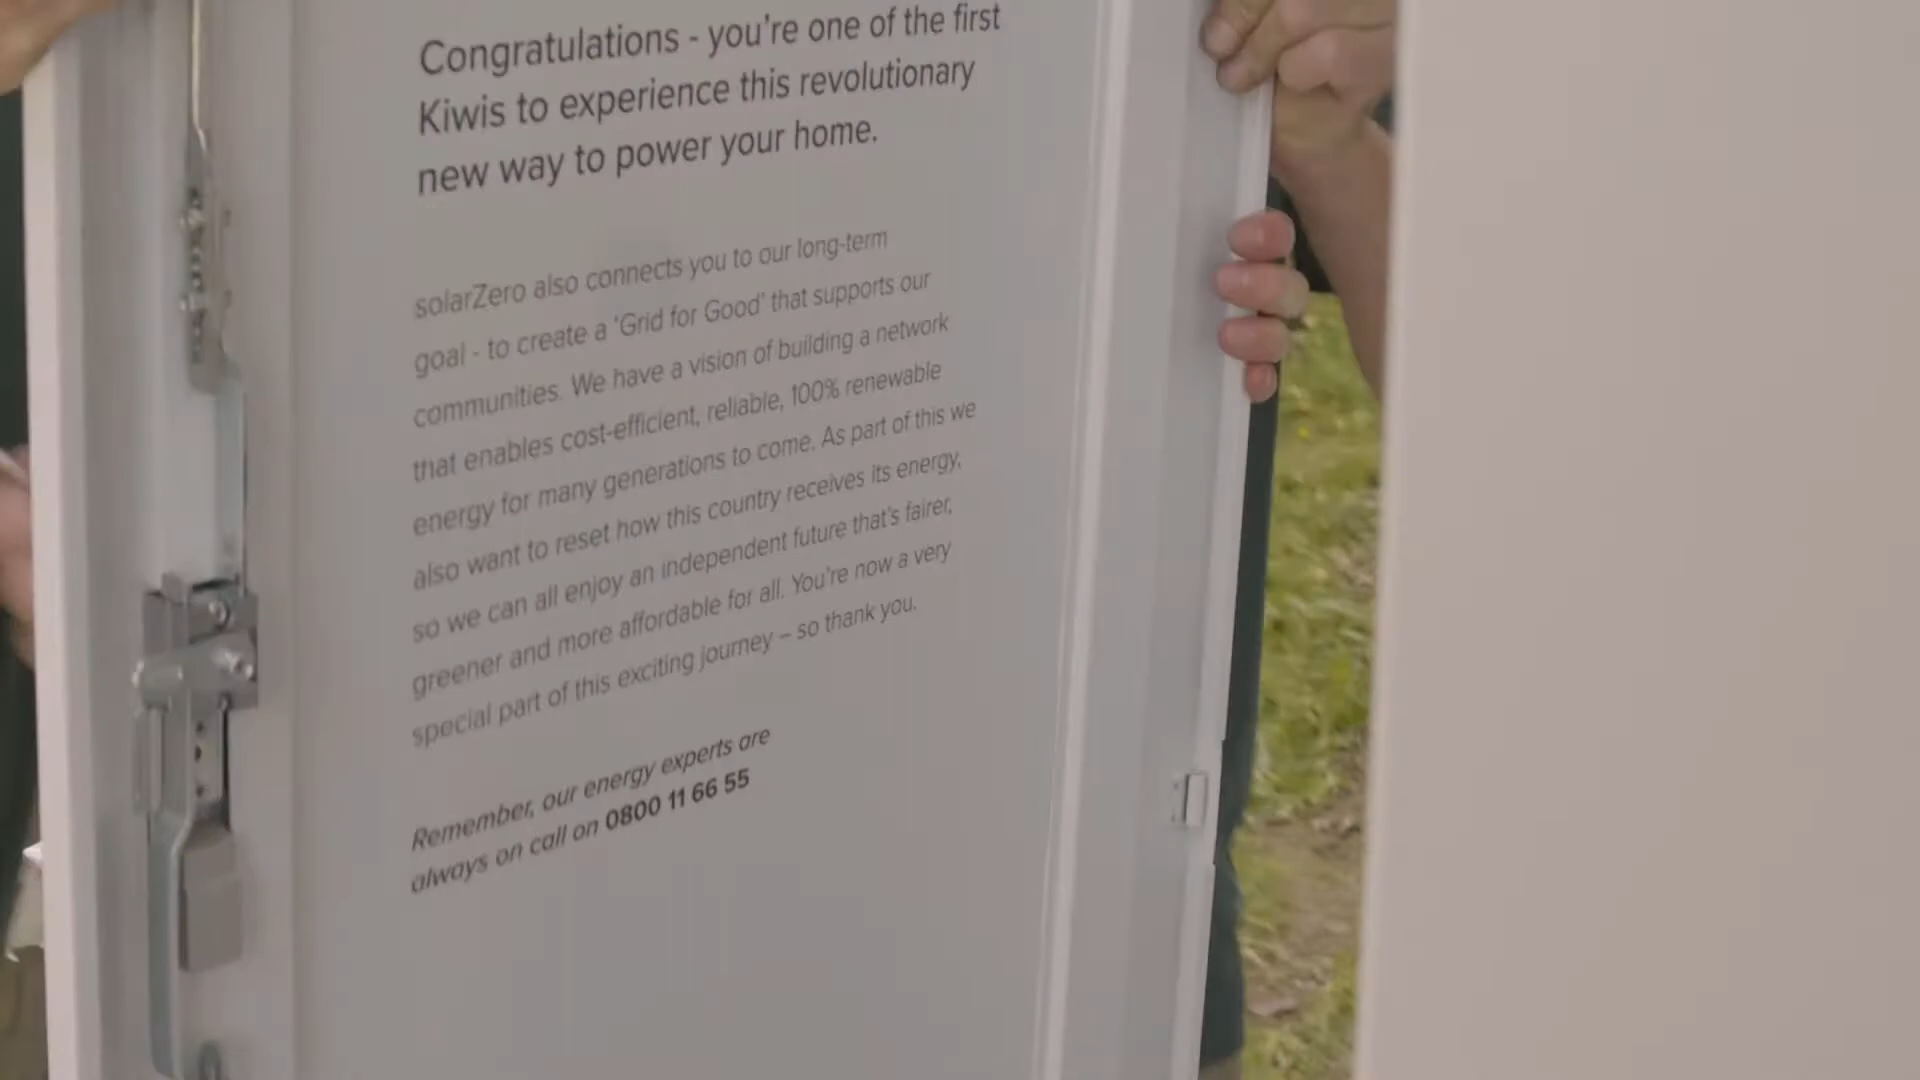 Congratulations - you're one of the first
Kiwis to experience this revolutionary
new way to power your home.
solarZero also connects you to our long-term
goal - to create a 'Grid for Good' that supports our
communities. We have a vision of building a network
that enables cost-efficient, reliable, 100% renewable
energy for many generations to come. As part of this we
also want to reset how this country receives its energy,
so we can all enjoy an independent future that's fairer,
greener and more affordable for all. You're now a very
special part of this exciting journey – so thank you.
Remember, our energy experts are
always on call on 0800 11 66 55